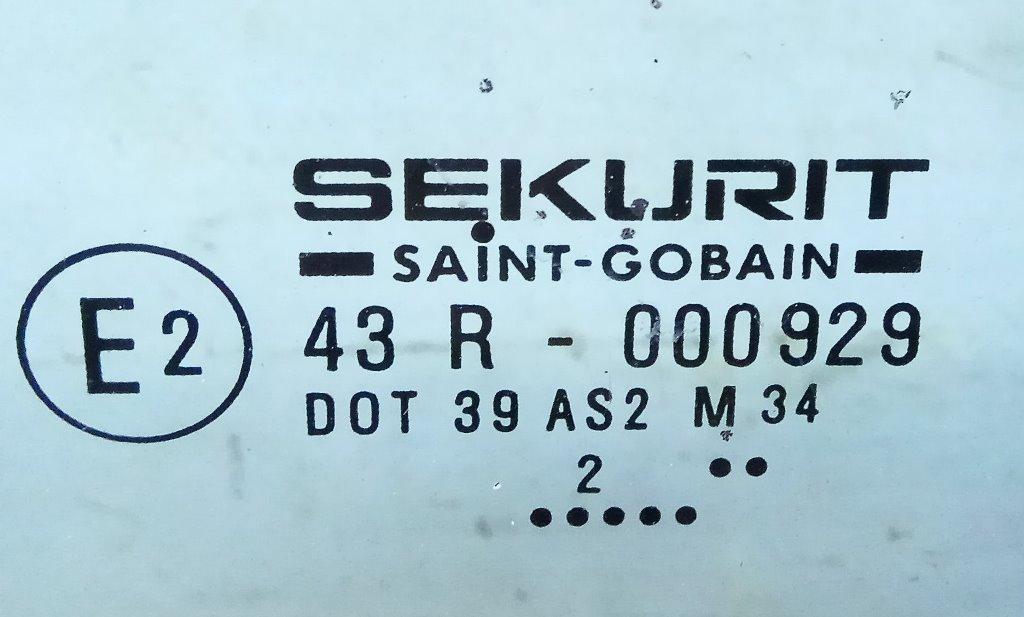 SEKURIT
SAINT-GOBAIN
E2
43 R - 000929
DOT 39 AS2 M 34
2